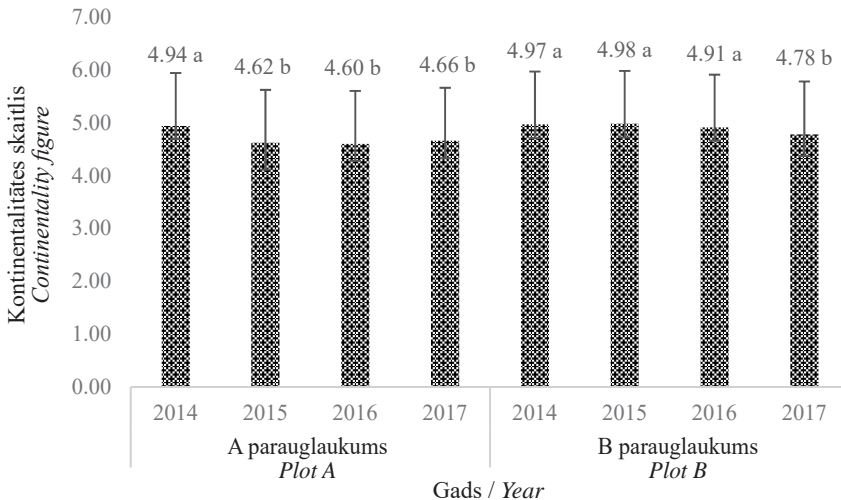 Kontinentalitātes skaitlis
Continentality figure
7.00
6.00
5.00
4.00
3.00
2.00
1.00
0.00
4.94 a
4.62 b
4.60 b
4.66 b
4.97 a
4.98 a
4.91 a
4.78 b
2014
2015
2016
2017
2014
2015
2016
2017
A parauglaukums
Plot A
B parauglaukums
Plot B
Gads / Year